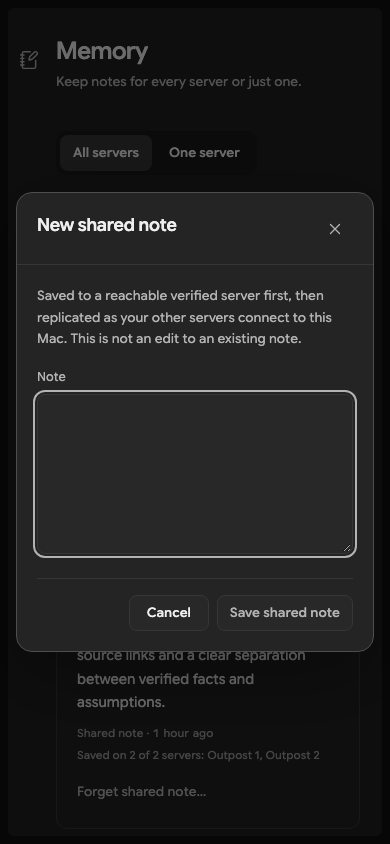 Memory
Keep notes for every server or just one.
All servers
One server
New shared note
Saved to a reachable verified server first, then
replicated as your other servers connect to this
Mac. This is not an edit to an existing note.
Note
Cancel
Save shared note
source links and a clear separation
between verified facts and
assumptions.
Shared note · 1 hour ago
Saved on 2 of 2 servers: Outpost 1, Outpost 2
Forget shared note...